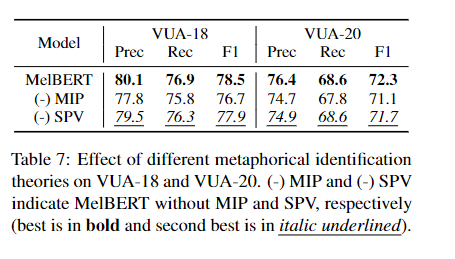 Model VUA-18 VUA-20
Prec Rec F1 Prec Rec F1
MelBERT 80.1 76.9 78.5 76.4 68.6 72.3
(-) MIP 77.8 75.8 76.7 74.7 67.8 71.1
(-) SPV 79.5 76.3 77.9 74.9 68.6 71.7
Table 7: Effect of different metaphorical identification
theories on VUA-18 and VUA-20. (-) MIP and (-) SPV
indicate MelBERT without MIP and SPV, respectively
(best is in bold and second best is in italic underlined).